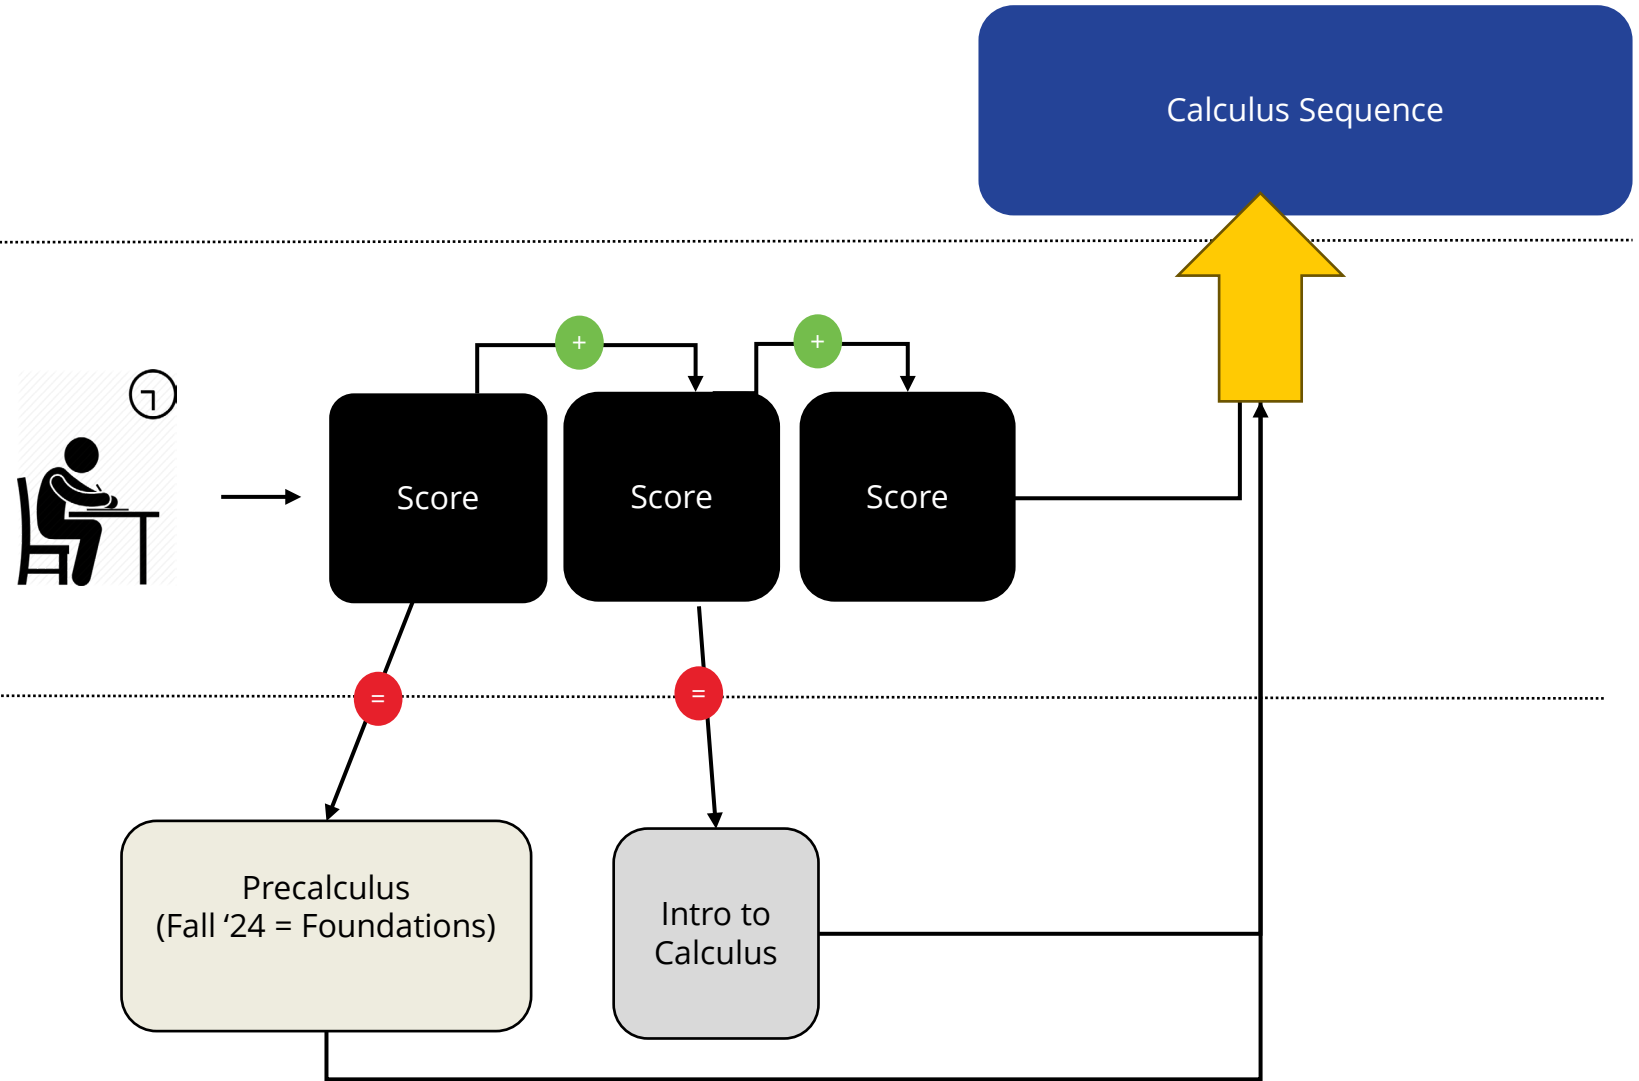 Calculus Sequence
+
+
Score
Score
Score
=
=
Precalculus
(Fall ‘24 = Foundations)
Intro to
Calculus